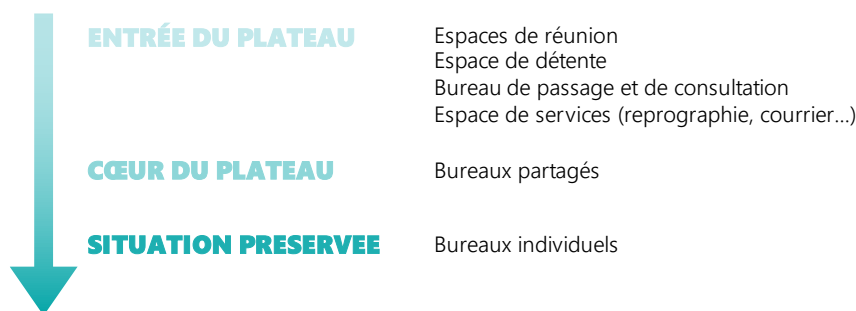 ENTRÉE DU PLATEAU Espaces de réunion
Espace de détente
Bureau de passage et de consultation
Espace de services (reprographie, courrier…)
CŒUR DU PLATEAU Bureaux partagés
SITUATION PRESERVEE Bureaux individuels